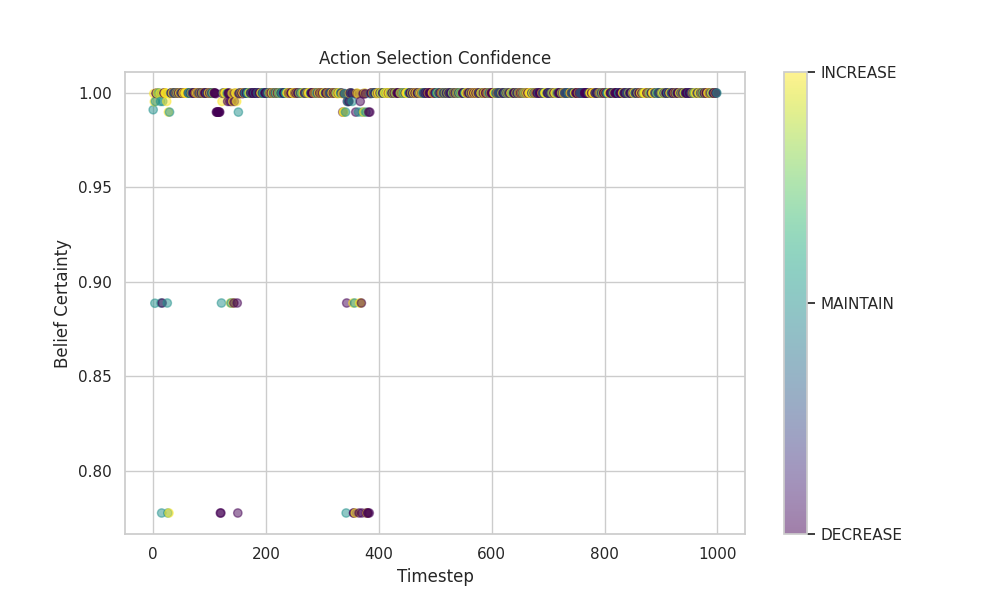 Action Selection Confidence
INCREASE
1.00
0.95
0.90
MAINTAIN
Belief Certainty
0.85
0.80
DECREASE
0 200 400 600 800 1000
Timestep